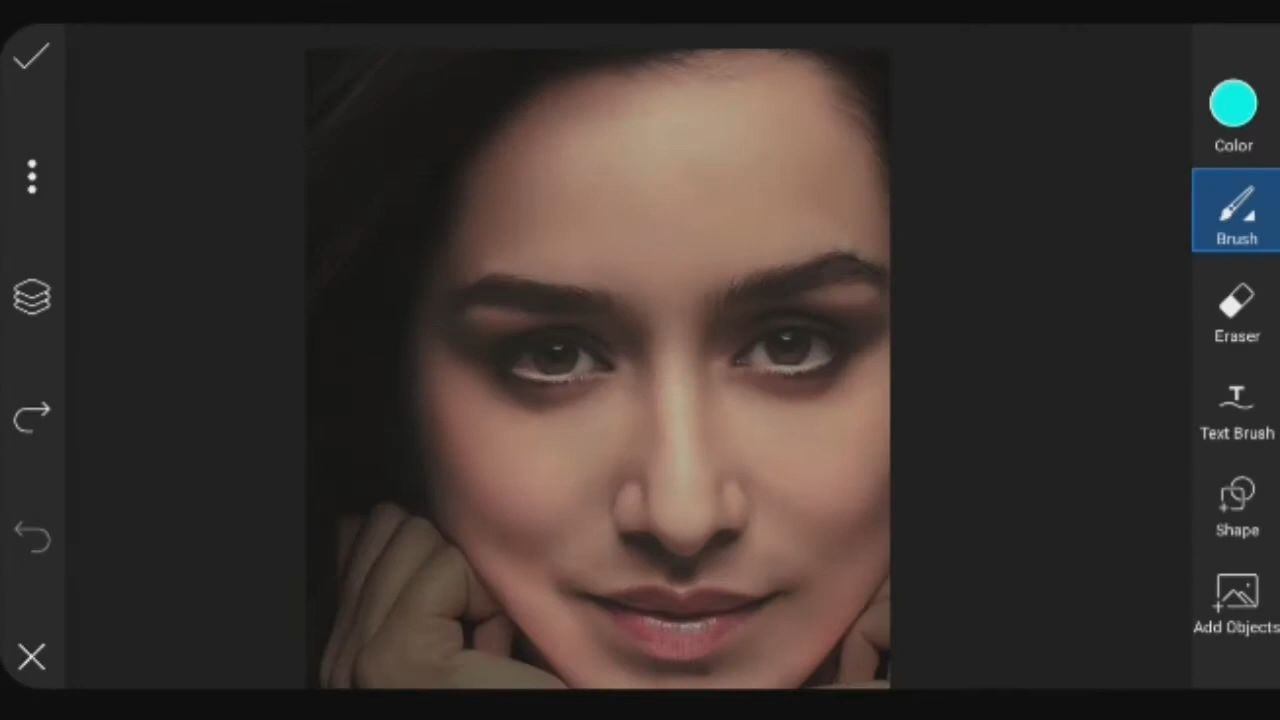 Color
Brush
Eraser
Text Brush
Shape
Add Objects